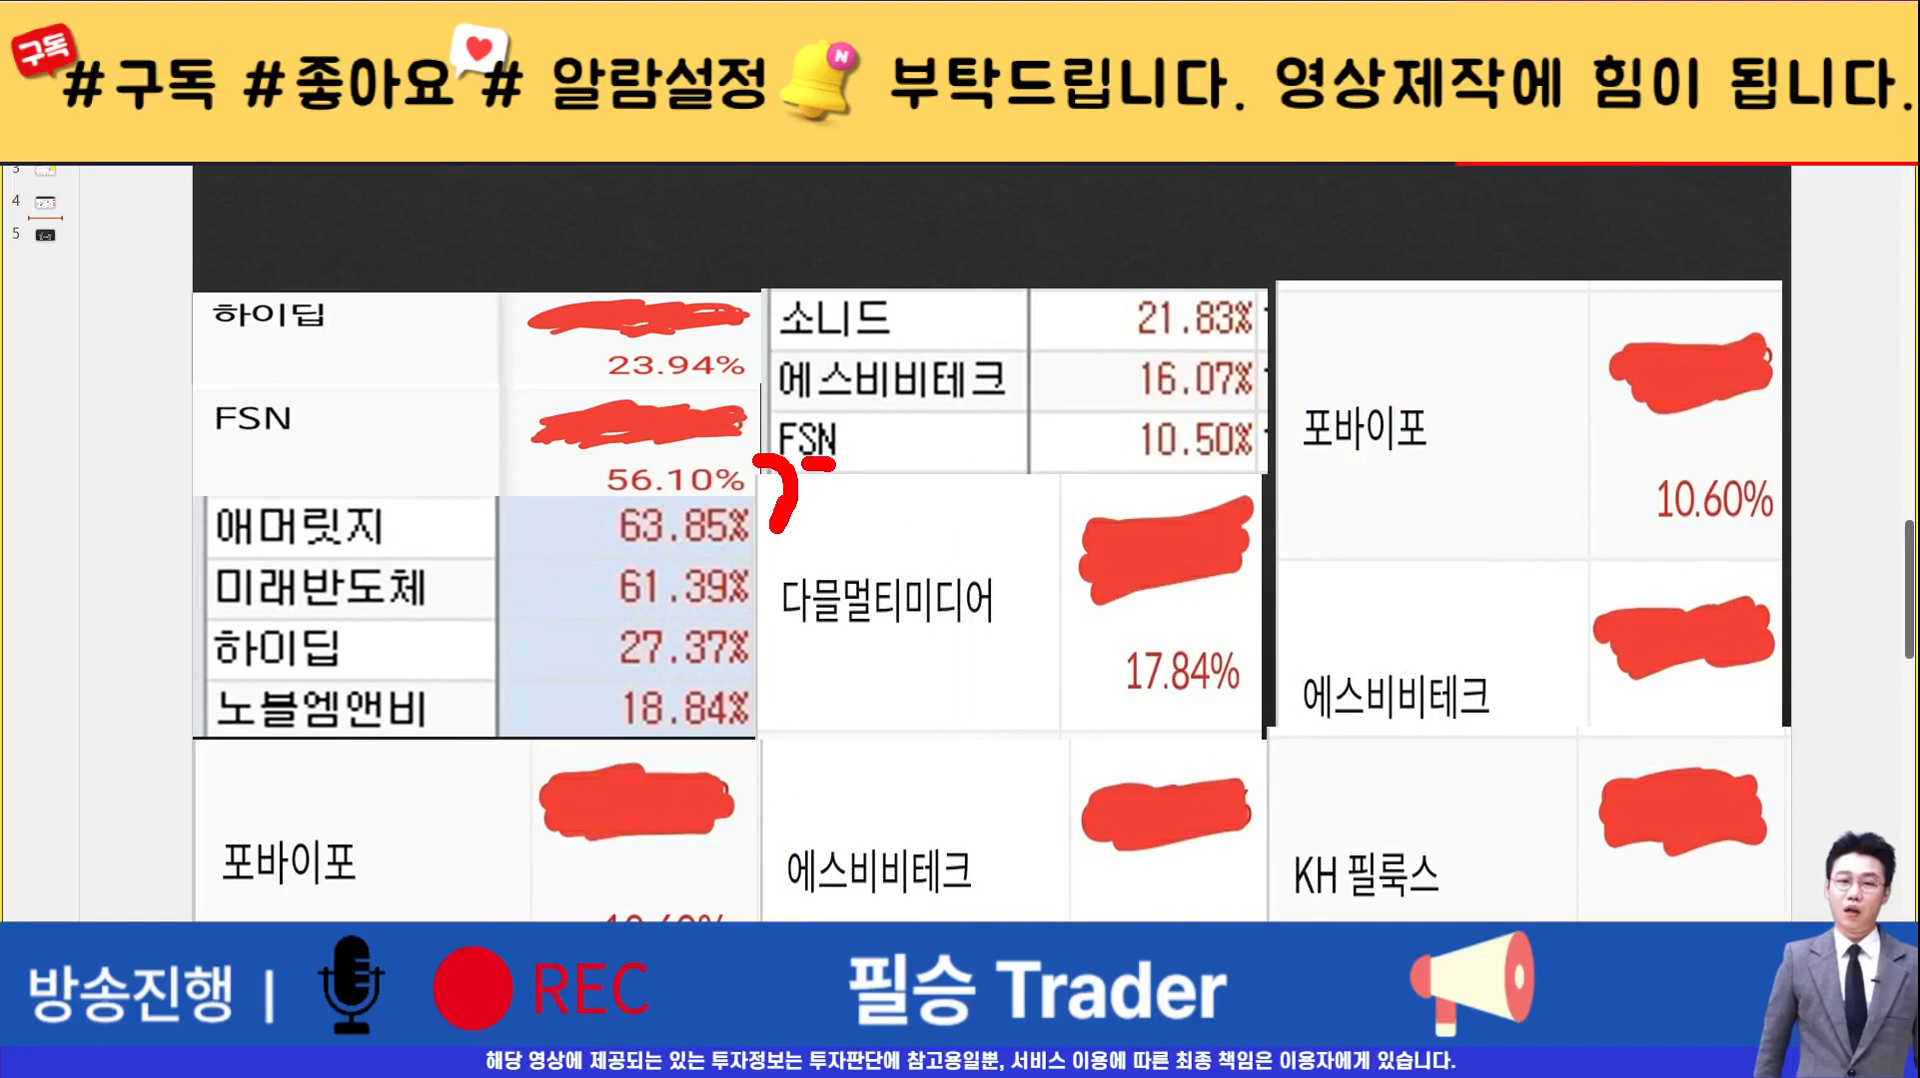 구독
#구독 #좋아요 # 알람설정 N 부탁드립니다. 영상제작에 힘이 됩니다.
3
4
5
하이딥
23.94%
FSN
56.10%
애머릿지 63.85%
미래반도체 61.39%
하이딥 27.37%
노블엠앤비 18.84%
소니드 21.83%
에스비비테크 16.07%
FSN 10.50%
다믈멀티미디어
17.84%
포바이포
10.60%
에스비비테크
포바이포
에스비비테크
KH 필룩스
방송진행 | REC 필승 Trader
해당 영상에 제공되는 있는 투자정보는 투자판단에 참고용일뿐, 서비스 이용에 따른 최종 책임은 이용자에게 있습니다.